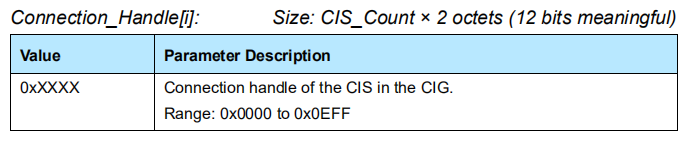 Connection_Handle[i]: Size: CIS_Count × 2 octets (12 bits meaningful)
Value Parameter Description
0xXXXX Connection handle of the CIS in the CIG.
Range: 0x0000 to 0x0EFF